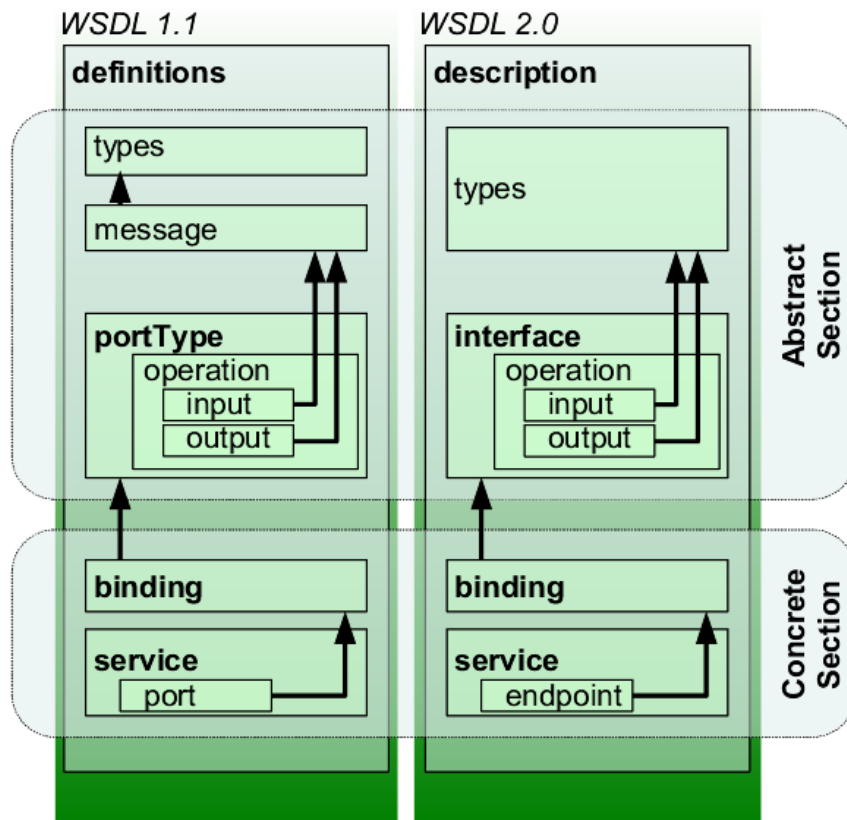 WSDL 1.1
definitions
types
message
portType
operation
input
output
binding
service
port
WSDL 2.0
description
types
interface
operation
input
output
binding
service
endpoint
Abstract
Section
Concrete
Section